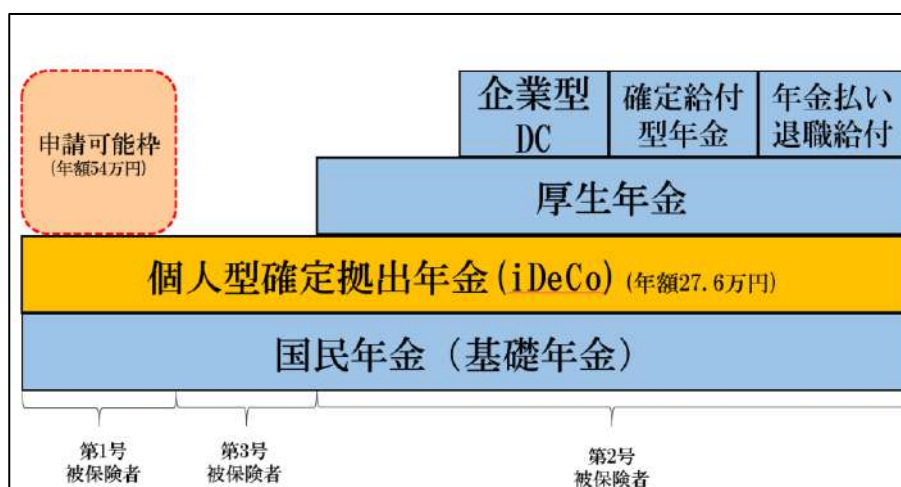 企業型
DC
確定給付
型年金
年金払い
退職給付
申請可能枠
(年額54万円)
厚生年金
個人型確定拠出年金(iDeCo) (年額27.6万円)
国民年金（基礎年金）
第1号
被保険者
第3号
被保険者
第2号
被保険者